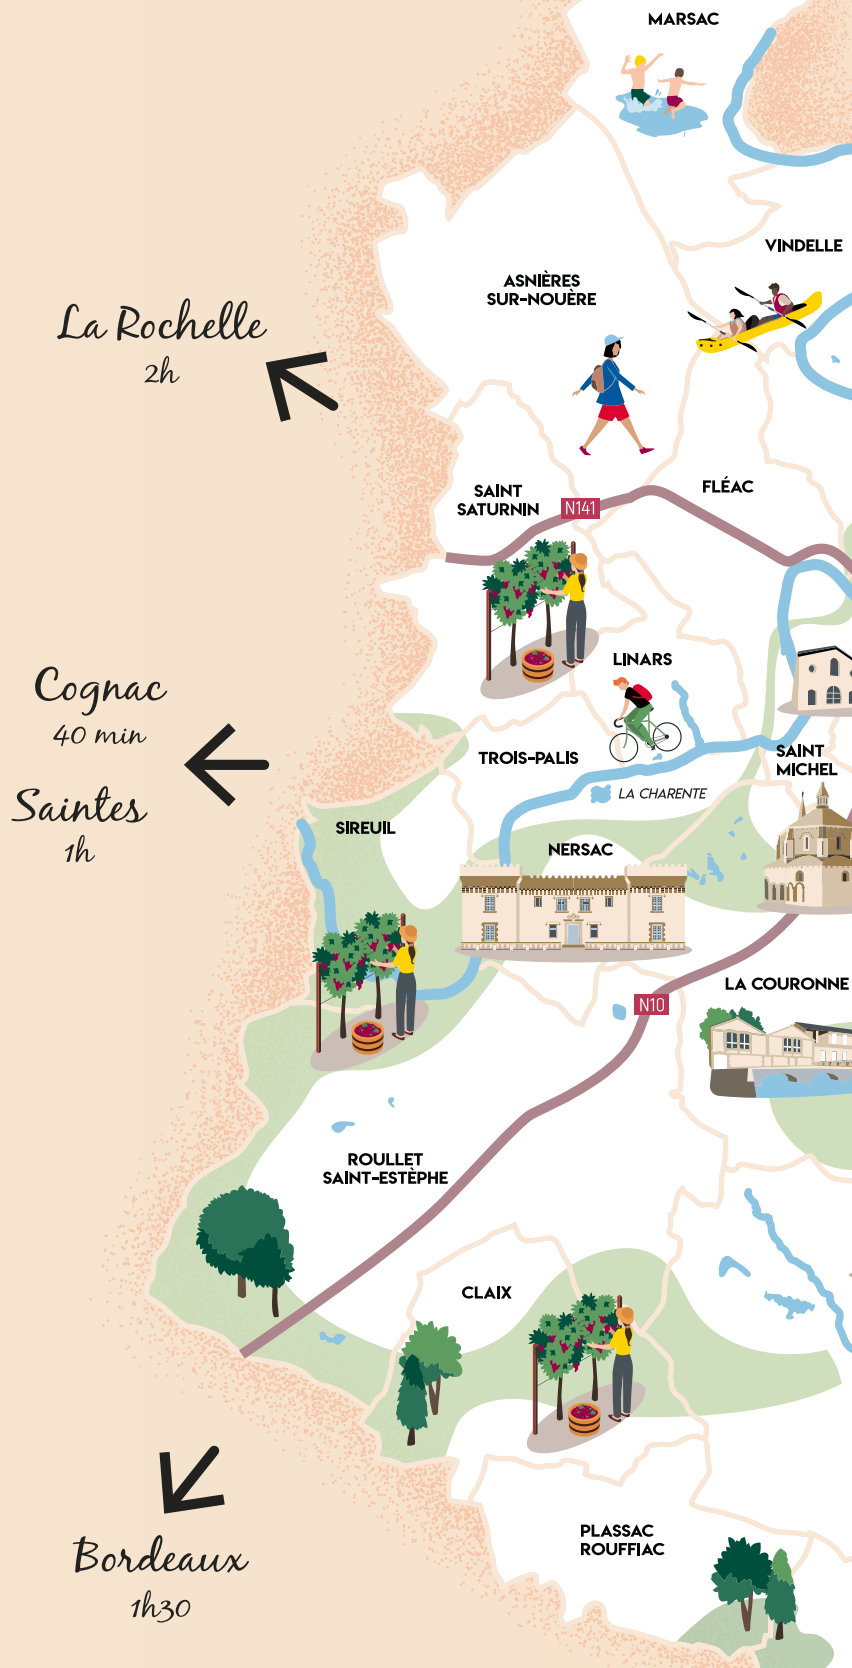 MARSAC
VINDELLE
ASNIÈRES
SUR-NOUÈRE
La Rochelle
2h
SAINT
SATURNIN
N141
FLÉAC
LINARS
Cognac
40 min
TROIS-PALIS
SAINT
MICHEL
LA CHARENTE
Saintes
1h
SIREUIL
NERSAC
LA COURONNE
N10
ROULLET
SAINT-ESTÈPHE
CLAIX
PLASSAC
ROUFFIAC
Bordeaux
1h30